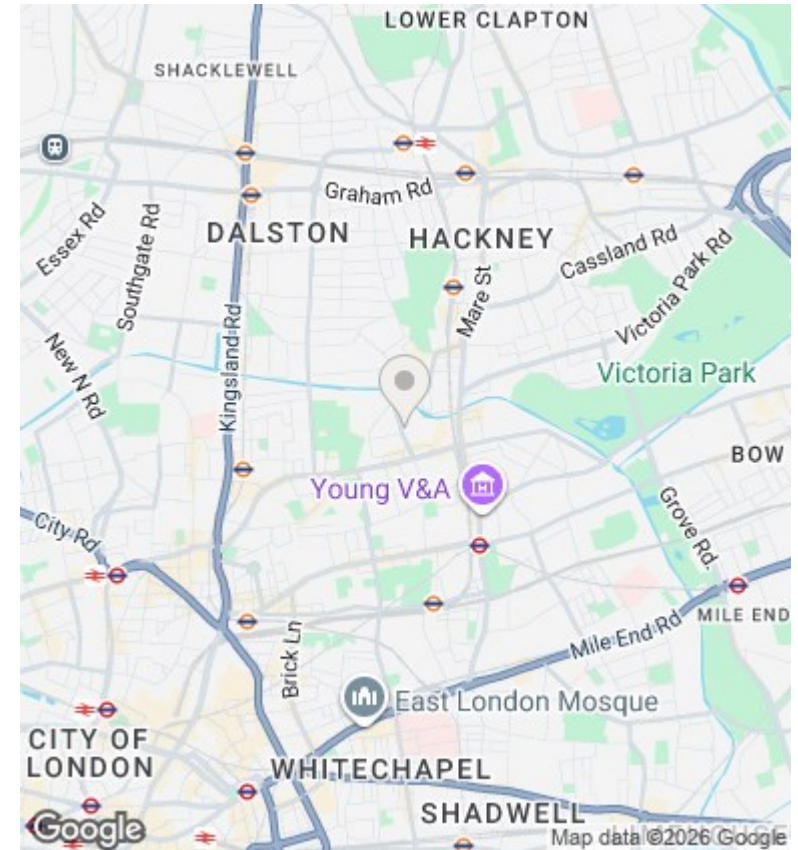 LOWER CLAPTON
SHACKLEWELL
Graham Rd
Essex Rd
Southgate Rd
DALSTON
HACKNEY
Cassland Rd
Victoria Park Rd
Mare St
Kingsland Rd
New N Rd
Victoria Park
BOW
Young V&A
Grove Rd.
City Rd
MILE END
Mile End Rd
Brick Ln
East London Mosque
CITY OF
LONDON
WHITECHAPEL
SHADWELL
Google
Map data ©2026 Google